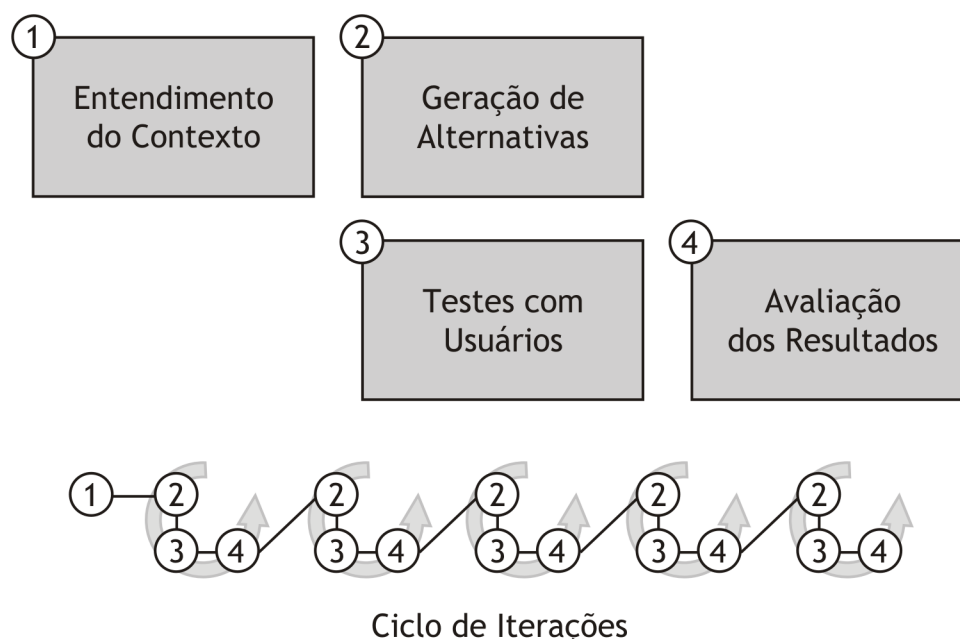 1
Entendimento
do Contexto
2
Geração de
Alternativas
3
Testes com
Usuários
4
Avaliação
dos Resultados
1 2 2 2 2 2
3 4 3 4 3 4 3 4 3 4
Ciclo de Iterações